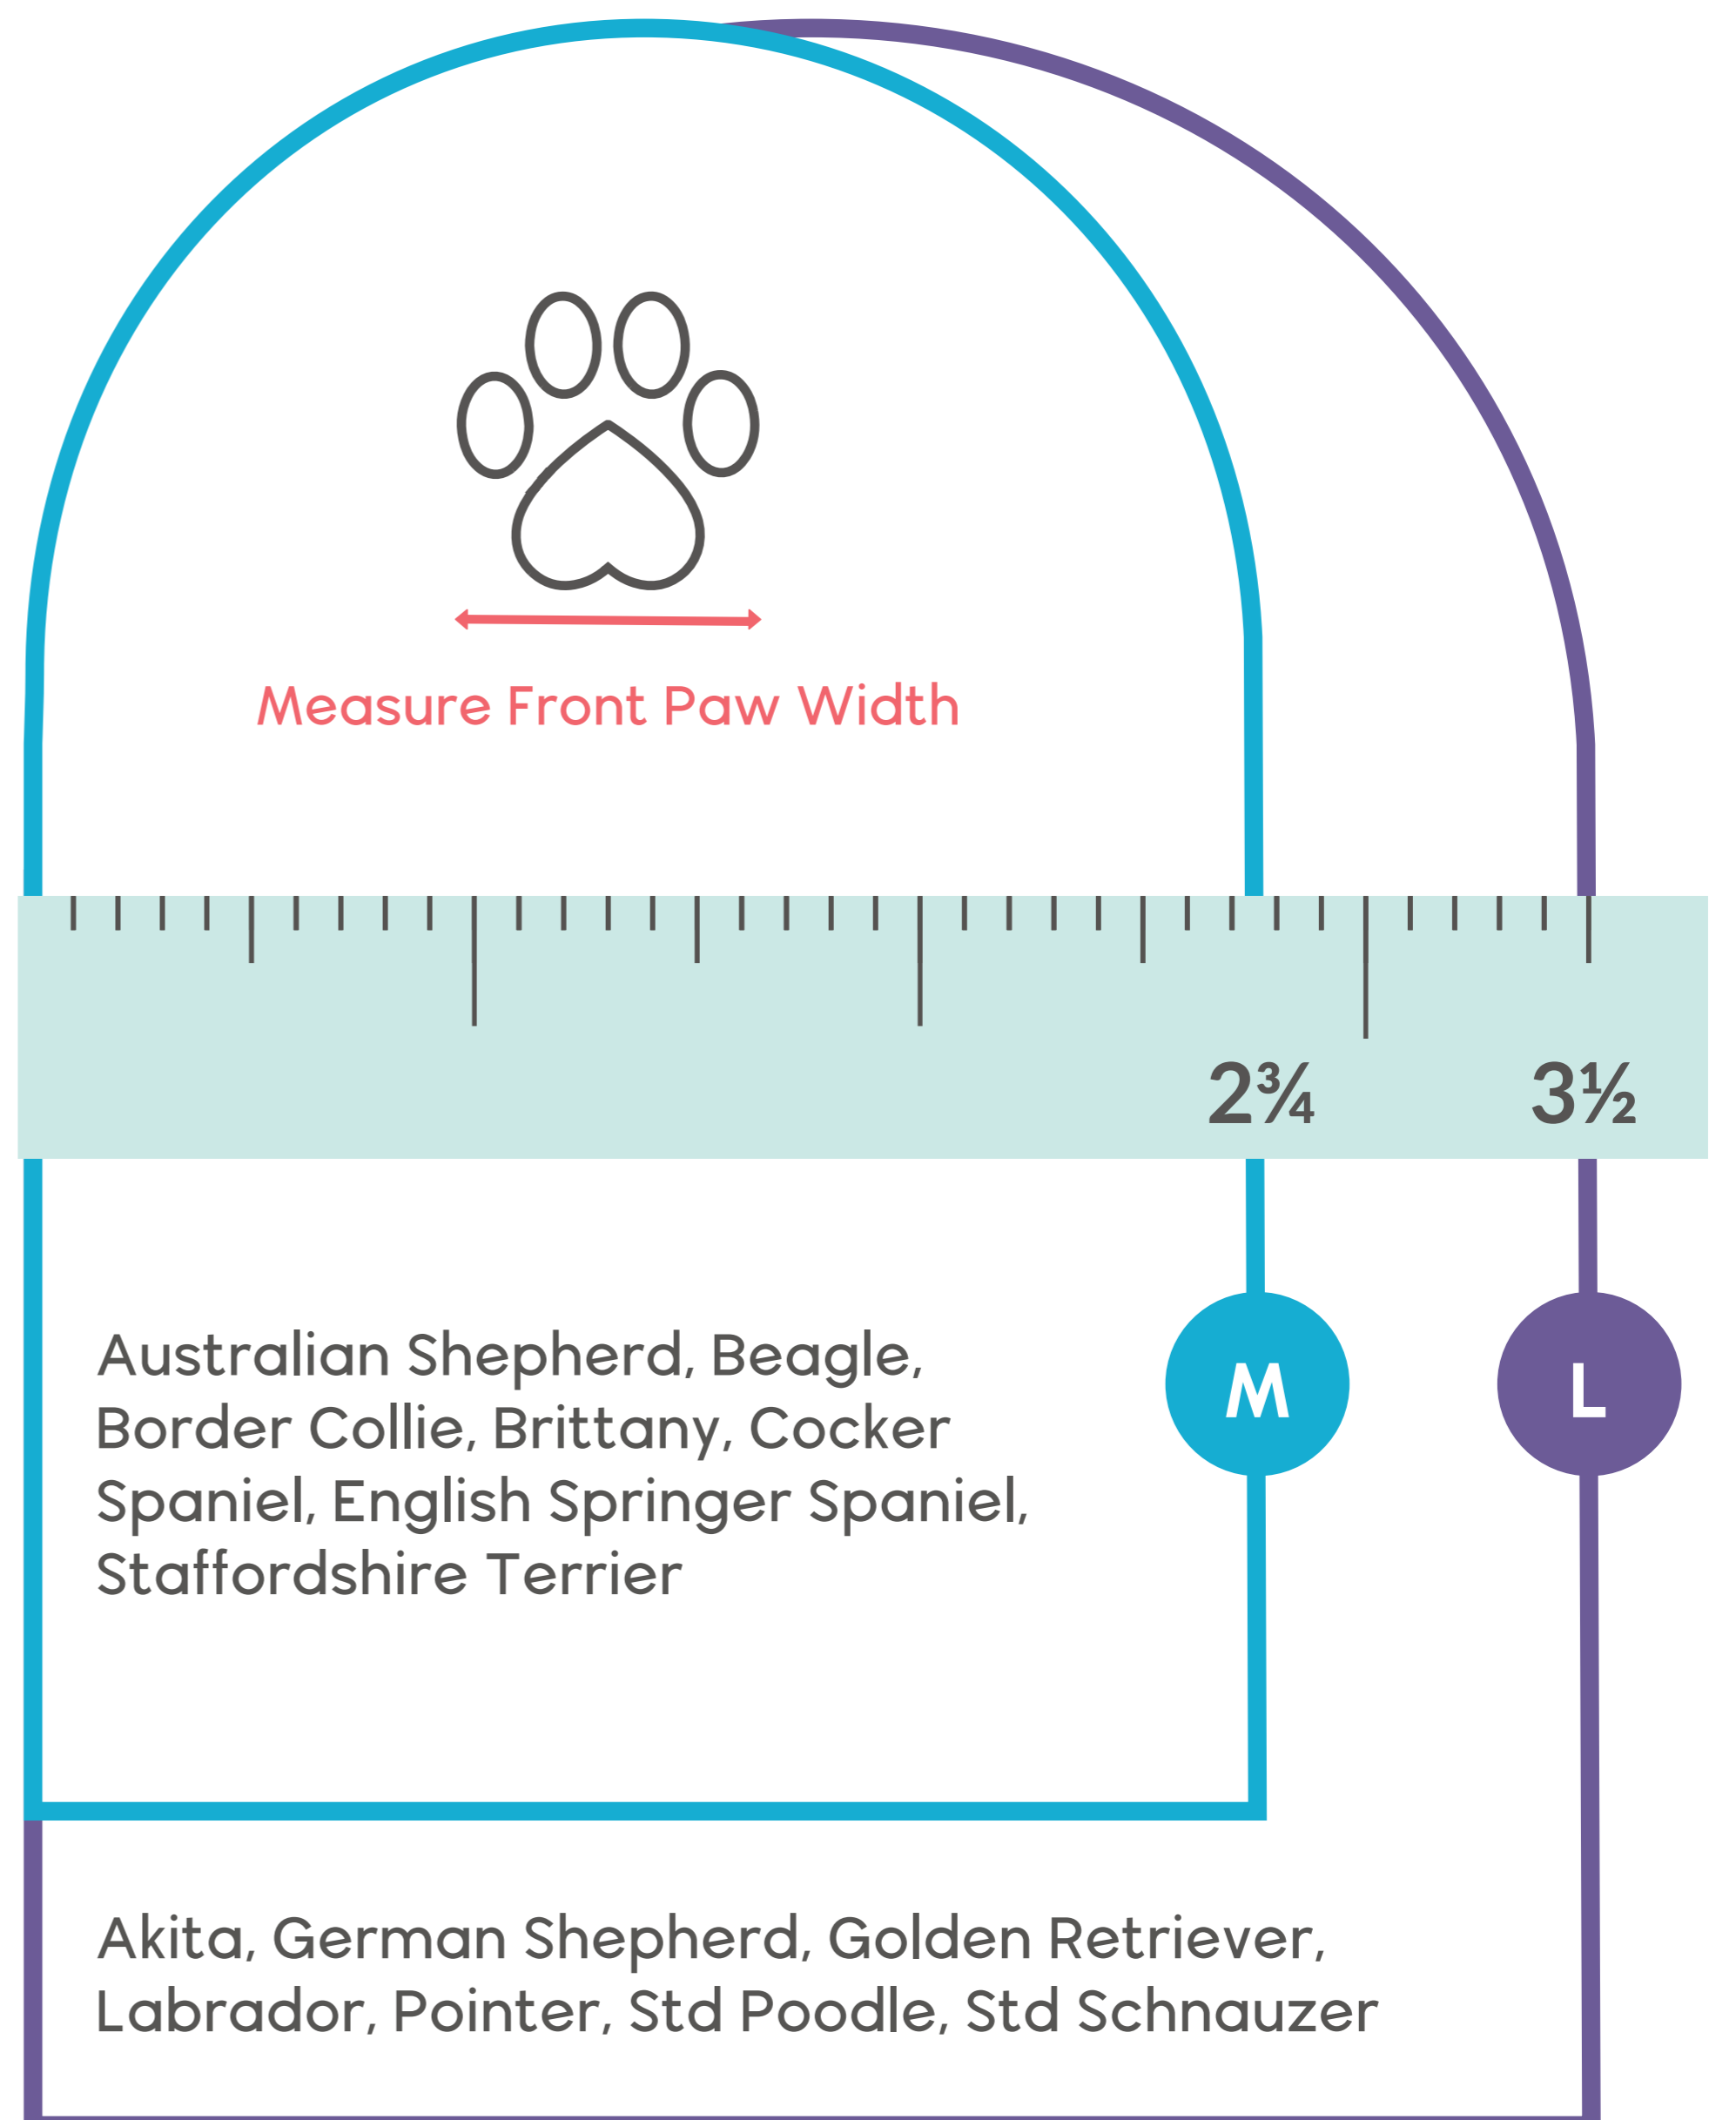 Measure Front Paw Width
2¾ 3½
Australian Shepherd, Beagle,
Border Collie, Brittany, Cocker
Spaniel, English Springer Spaniel,
Staffordshire Terrier
M L
Akita, German Shepherd, Golden Retriever,
Labrador, Pointer, Std Poodle, Std Schnauzer